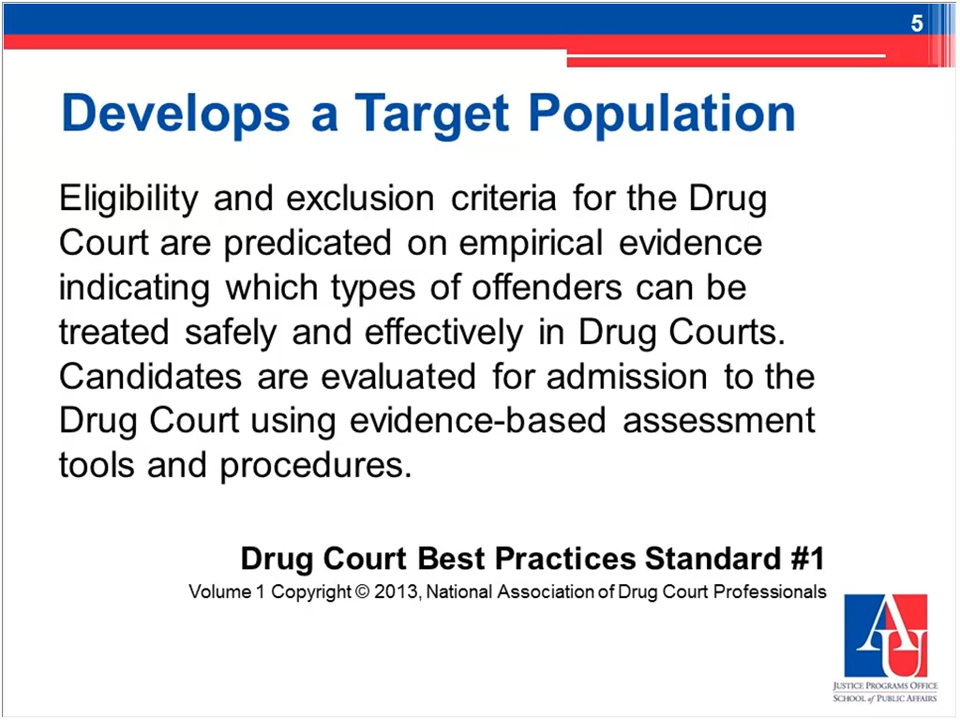 5
Develops a Target Population
Eligibility and exclusion criteria for the Drug
Court are predicated on empirical evidence
indicating which types of offenders can be
treated safely and effectively in Drug Courts.
Candidates are evaluated for admission to the
Drug Court using evidence-based assessment
tools and procedures.
Drug Court Best Practices Standard #1
Volume 1 Copyright © 2013, National Association of Drug Court Professionals
AU
JUSTICE PROGRAMS OFFICE
SCHOOL of PUBLIC AFFAIRS